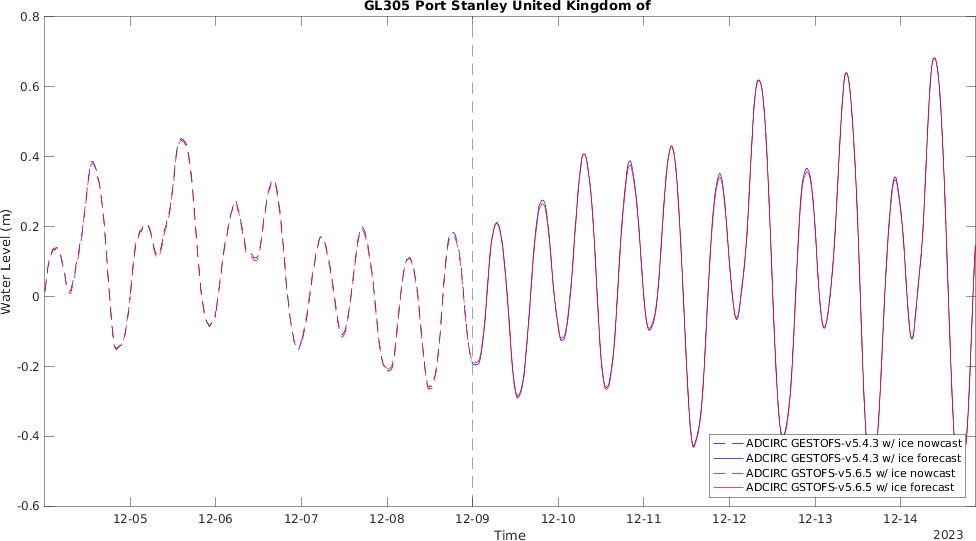 GL305 Port Stanley United Kingdom of
0.8
0.6
0.4
0.2
0
-0.2
-0.4
-0.6
Water Level (m)
ADCIRC GESTOFS-v5.4.3 w/ ice nowcast
ADCIRC GESTOFS-v5.4.3 w/ ice forecast
ADCIRC GSTOFS-v5.6.5 w/ ice nowcast
ADCIRC GSTOFS-v5.6.5 w/ ice forecast
12-05 12-06 12-07 12-08 12-09 12-10 12-11 12-12 12-13 12-14
Time
2023